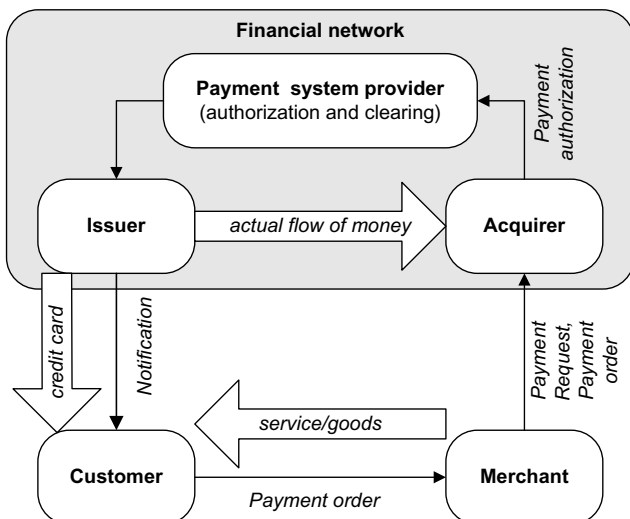 Financial network
Payment system provider
(authorization and clearing)
Payment
authorization
Issuer
actual flow of money
Acquirer
credit card
Notification
Payment
Request,
Payment
order
service/goods
Customer
Payment order
Merchant